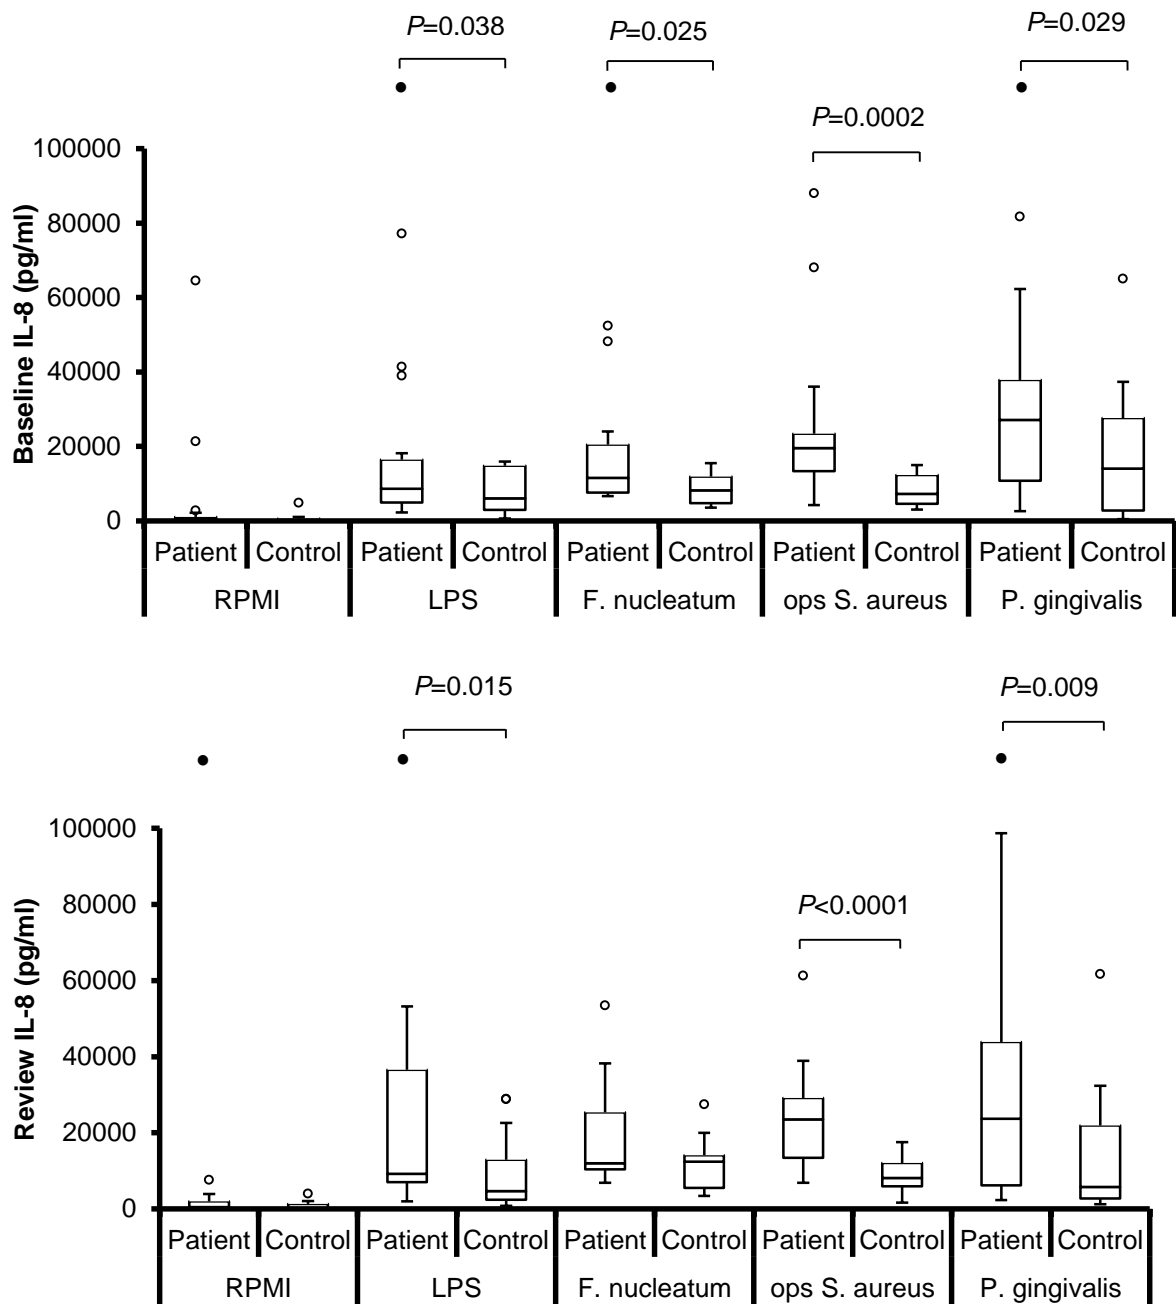 P=0.038
P=0.025
P=0.029
P=0.0002
Baseline IL-8 (pg/ml)
100000
80000
60000
40000
20000
0
Patient Control Patient Control Patient Control Patient Control Patient Control
RPMI LPS F. nucleatum ops S. aureus P. gingivalis
P=0.015
P=0.009
P<0.0001
Review IL-8 (pg/ml)
100000
80000
60000
40000
20000
0
Patient Control Patient Control Patient Control Patient Control Patient Control
RPMI LPS F. nucleatum ops S. aureus P. gingivalis